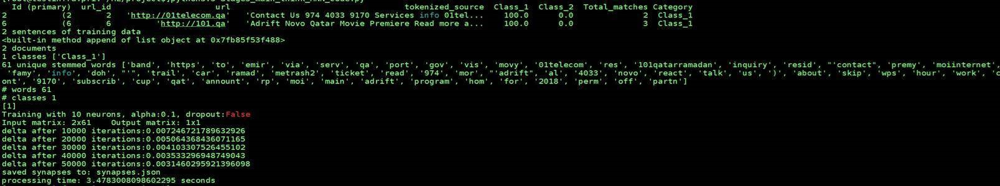 Id (primary) url_id url tokenized_source Class_1 Class_2 Total_matches Category
2 (2 2 'http://01telecom.qa' 'Contact Us 974 4033 9170 Services info 01tel... 100.0 0.0 2 Class_1
6 (6 6 'http://101.qa' 'Adrift Novo Qatar Movie Premiere Read more a... 100.0 0.0 3 Class_1
2 sentences of training data
<built-in method append of list object at 0x7fb85f53f488>
2 documents
1 classes ['Class_1']
61 unique stemmed words ['band', 'https', 'to', 'emir', 'via', 'serv', 'qa', 'port', 'gov', 'vis', 'movy', '01telecom', 'res', '101qatarramadan', 'inquiry', 'resid', "'contact", 'premy', 'moiinternet',
'famy', 'info', 'doh', "'", 'trail', 'car', 'ramad', 'metrash2', 'ticket', 'read', '974', 'mor', "'adrift", 'al', '4033', 'novo', 'react', 'talk', 'us', ')', 'about', 'skip', 'wps', 'hour', 'work', 'c
ont', '9170', 'subscrib', 'cup', 'qat', 'annount', 'rp', 'moi', 'main', 'adrift', 'program', 'hom', 'for', '2018', 'perm', 'off', 'partn']
# words 61
# classes 1
[1]
Training with 10 neurons, alpha:0.1, dropout:False
Input matrix: 2x61 Output matrix: 1x1
delta after 10000 iterations:0.007246721789632926
delta after 20000 iterations:0.005064368436071165
delta after 30000 iterations:0.004103307526455102
delta after 40000 iterations:0.003533296948749043
delta after 50000 iterations:0.0031460295921396098
saved synapses to: synapses.json
processing time: 3.4783008098602295 seconds